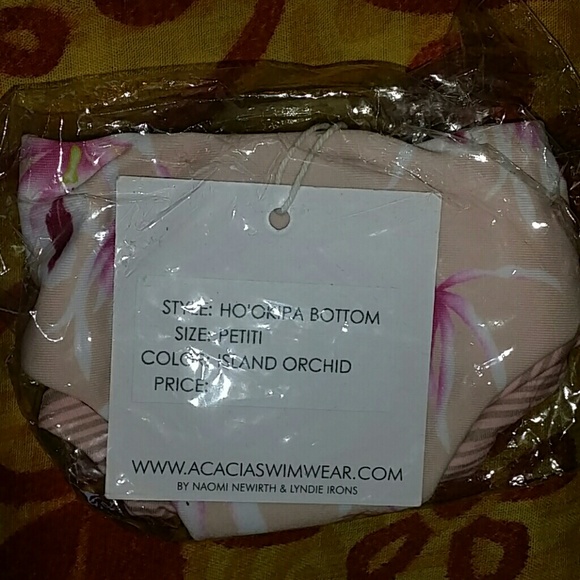 STYLE: HO'OKIPA BOTTOM
SIZE: PETITI
COLOR: ISLAND ORCHID
PRICE:
WWW.ACACIASWIMWEAR.COM
BY NAOMI NEWIRTH & LYNDIE IRONS